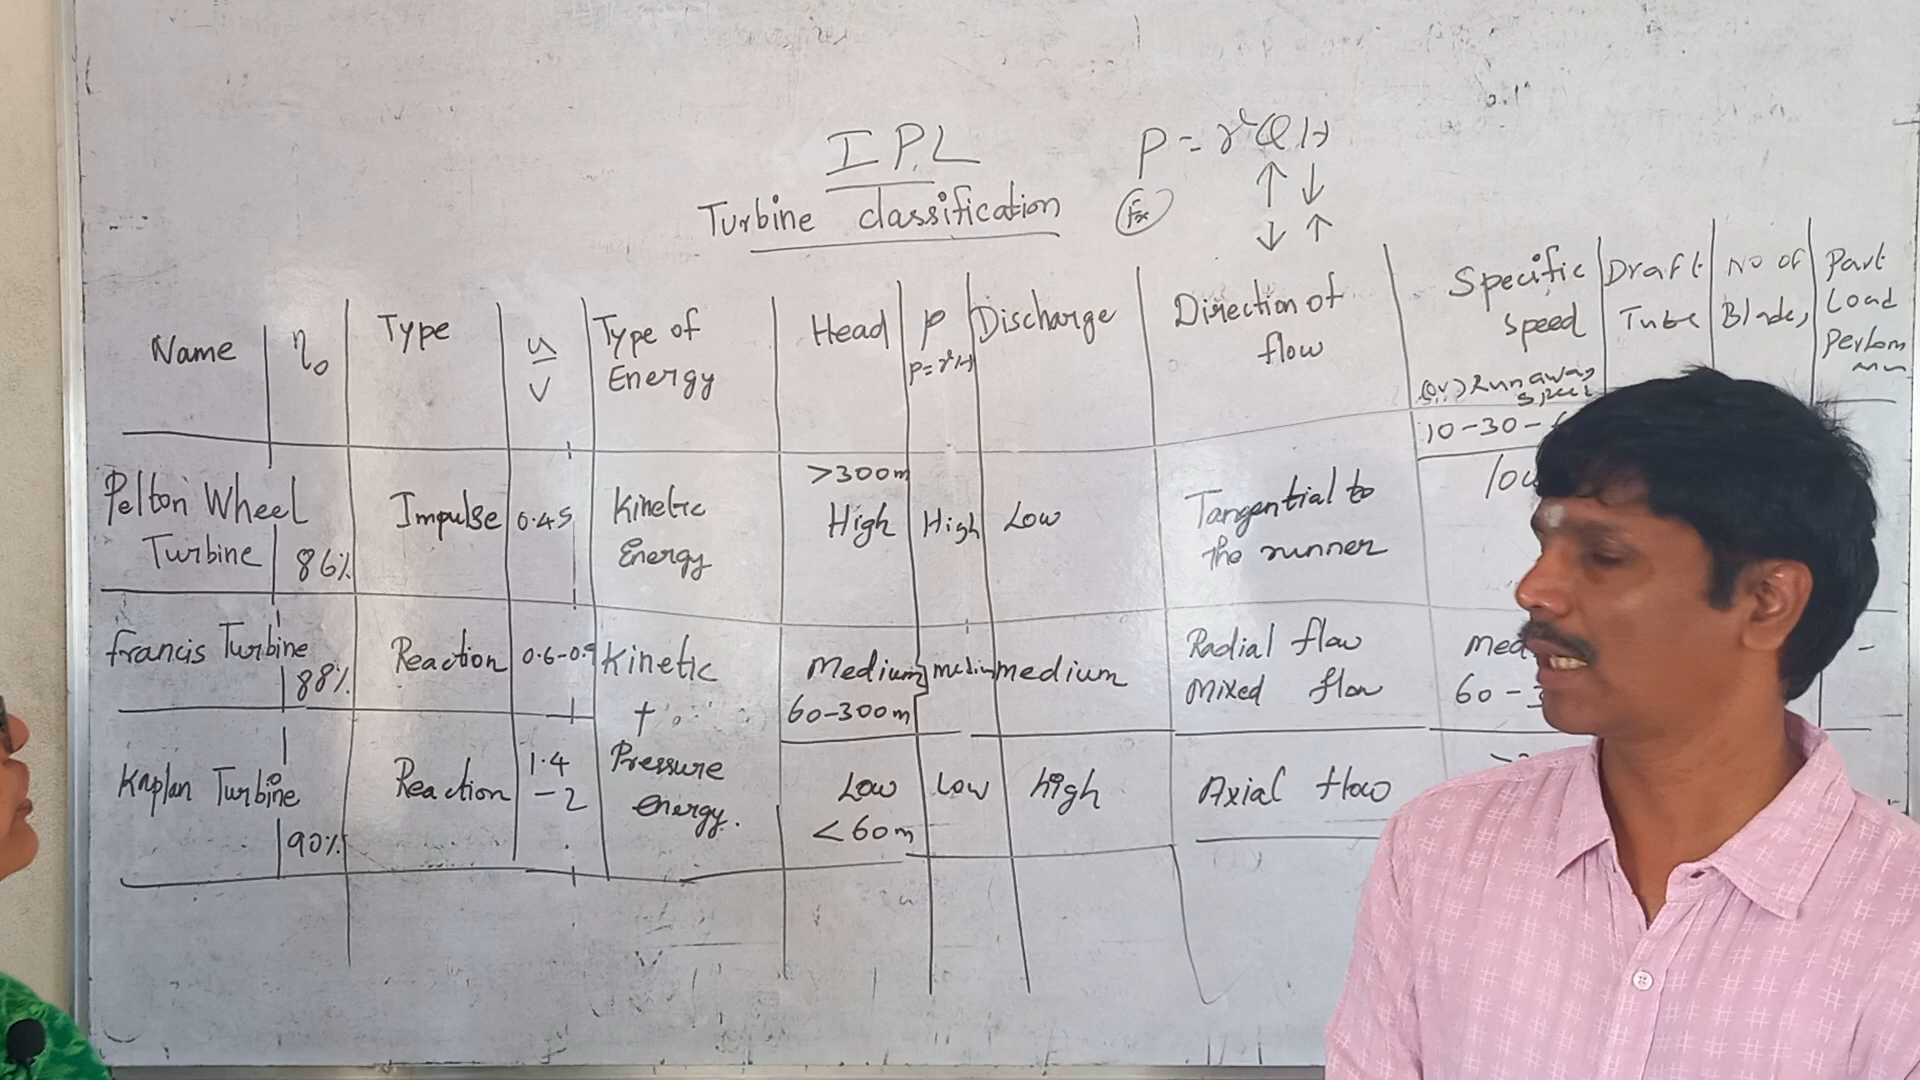 I P L
P = γQH
Turbine classification
Fix
Name
η₀
Type
u/v
Type of
Energy
Head
P
P=γH
Discharge
Direction of
flow
Specific
speed
(or) Runaway
speed
Draft
Tube
No of
Blades
Part
Load
Perform
10-30-
Pelton Wheel
Turbine
86%
Impulse
0.45
Kinetic
Energy
>300m
High
High
Low
Tangential to
the runner
Francis Turbine
88%
Reaction
0.6-0.9
Kinetic
+
Pressure
energy.
Medium
60-300m
medium
medium
Radial flow
Mixed flow
Med
60-3
-
Kaplan Turbine
90%
Reaction
1.4
-2
Low
<60m
Low
high
Axial flow